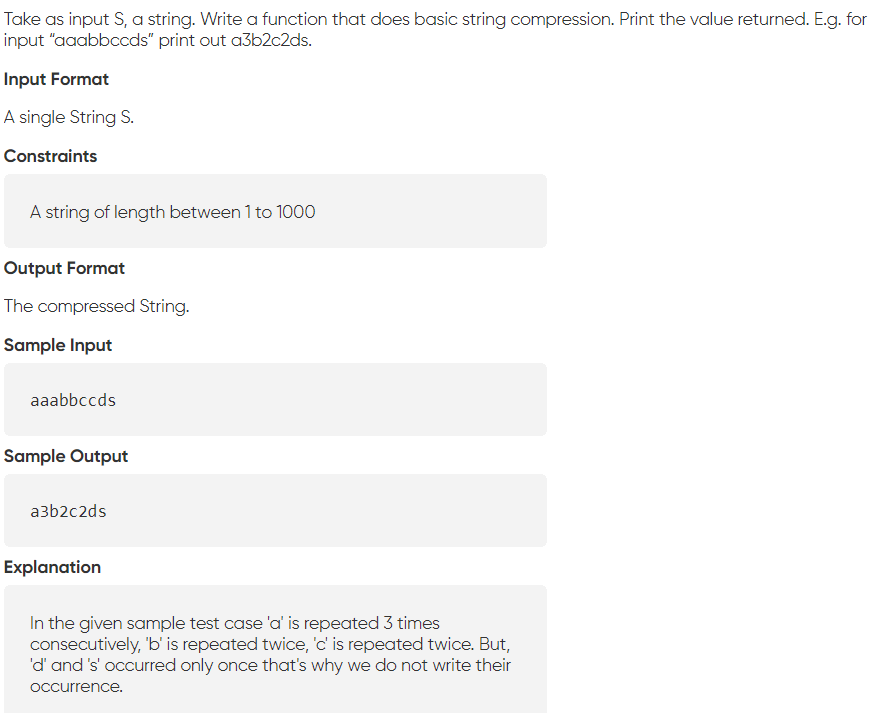 Take as input S, a string. Write a function that does basic string compression. Print the value returned. E.g. for
input “aaabbccds” print out a3b2c2ds.
Input Format
A single String S.
Constraints
A string of length between 1 to 1000
Output Format
The compressed String.
Sample Input
aaabbccds
Sample Output
a3b2c2ds
Explanation
In the given sample test case 'a' is repeated 3 times
consecutively, 'b' is repeated twice, 'c' is repeated twice. But,
'd' and 's' occurred only once that's why we do not write their
occurrence.